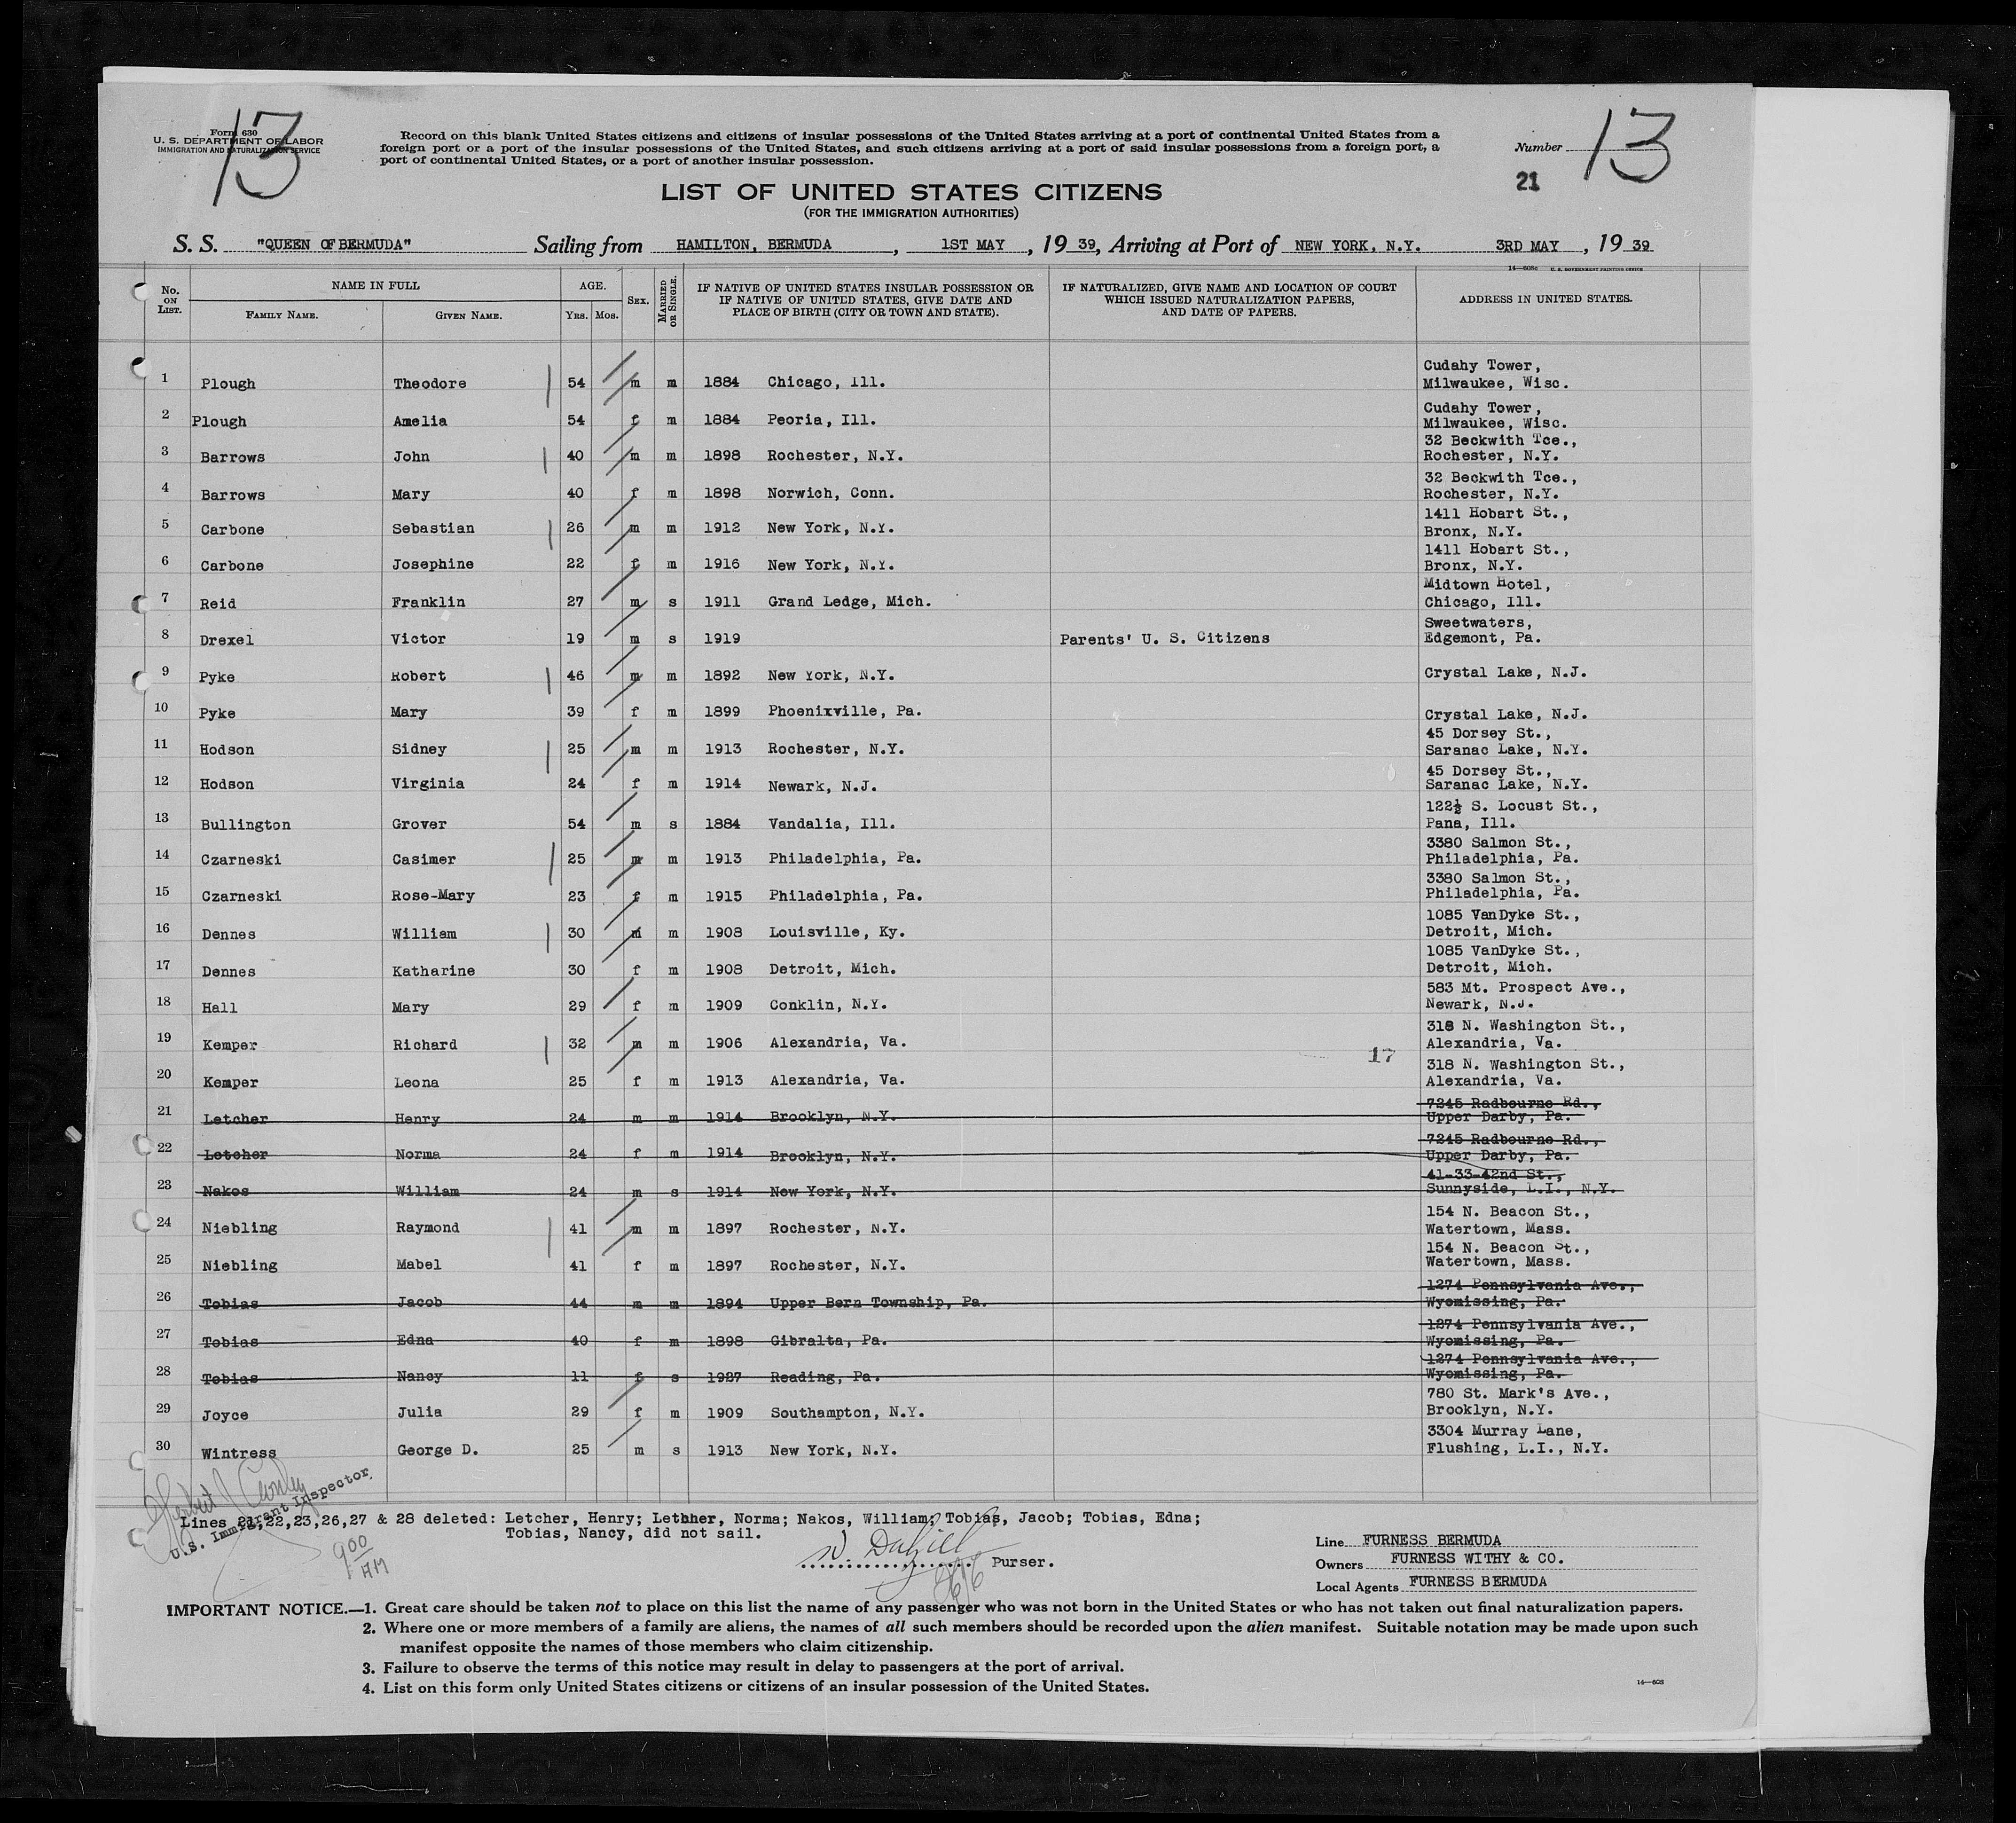 13
Form 630
U. S. DEPARTMENT OF LABOR
IMMIGRATION AND NATURALIZATION SERVICE
Record on this blank United States citizens and citizens of insular possessions of the United States arriving at a port of continental United States from a
foreign port or a port of the insular possessions of the United States, and such citizens arriving at a port of said insular possessions from a foreign port, a
port of continental United States, or a port of another insular possession.
Number 13
21
LIST OF UNITED STATES CITIZENS
(FOR THE IMMIGRATION AUTHORITIES)
S. S. "QUEEN OF BERMUDA" Sailing from HAMILTON, BERMUDA, 1ST MAY, 19 39, Arriving at Port of NEW YORK, N.Y. 3RD MAY, 19 39
14—608c U. S. GOVERNMENT PRINTING OFFICE
No. ON LIST.
NAME IN FULL
FAMILY NAME.
GIVEN NAME.
AGE.
YRS.
MOS.
SEX.
MARRIED OR SINGLE.
IF NATIVE OF UNITED STATES INSULAR POSSESSION OR
IF NATIVE OF UNITED STATES, GIVE DATE AND
PLACE OF BIRTH (CITY OR TOWN AND STATE).
IF NATURALIZED, GIVE NAME AND LOCATION OF COURT
WHICH ISSUED NATURALIZATION PAPERS,
AND DATE OF PAPERS.
ADDRESS IN UNITED STATES.
Cudahy Tower,
1 Plough Theodore 54 m m 1884 Chicago, Ill. Milwaukee, Wisc.
Cudahy Tower,
2 Plough Amelia 54 f m 1884 Peoria, Ill. Milwaukee, Wisc.
32 Beckwith Tce.,
3 Barrows John 40 m m 1898 Rochester, N.Y. Rochester, N.Y.
32 Beckwith Tce.,
4 Barrows Mary 40 f m 1898 Norwich, Conn. Rochester, N.Y.
1411 Hobart St.,
5 Carbone Sebastian 26 m m 1912 New York, N.Y. Bronx, N.Y.
1411 Hobart St.,
6 Carbone Josephine 22 f m 1916 New York, N.Y. Bronx, N.Y.
Midtown Hotel,
7 Reid Franklin 27 m s 1911 Grand Ledge, Mich. Chicago, Ill.
Sweetwaters,
8 Drexel Victor 19 m s 1919 Parents' U. S. Citizens Edgemont, Pa.
9 Pyke Robert 46 m m 1892 New York, N.Y. Crystal Lake, N.J.
10 Pyke Mary 39 f m 1899 Phoenixville, Pa. Crystal Lake, N.J.
45 Dorsey St.,
11 Hodson Sidney 25 m m 1913 Rochester, N.Y. Saranac Lake, N.Y.
45 Dorsey St.,
12 Hodson Virginia 24 f m 1914 Newark, N.J. Saranac Lake, N.Y.
122½ S. Locust St.,
13 Bullington Grover 54 m s 1884 Vandalia, Ill. Pana, Ill.
3380 Salmon St.,
14 Czarneski Casimer 25 m m 1913 Philadelphia, Pa. Philadelphia, Pa.
3380 Salmon St.,
15 Czarneski Rose-Mary 23 f m 1915 Philadelphia, Pa. Philadelphia, Pa.
1085 VanDyke St.,
16 Dennes William 30 m m 1908 Louisville, Ky. Detroit, Mich.
1085 VanDyke St.,
17 Dennes Katharine 30 f m 1908 Detroit, Mich. Detroit, Mich.
583 Mt. Prospect Ave.,
18 Hall Mary 29 f m 1909 Conklin, N.Y. Newark, N.J.
318 N. Washington St.,
19 Kemper Richard 32 m m 1906 Alexandria, Va. Alexandria, Va.
17
318 N. Washington St.,
20 Kemper Leona 25 f m 1913 Alexandria, Va. Alexandria, Va.
7245 Radbourne Rd.,
21 Letcher Henry 24 m m 1914 Brooklyn, N.Y. Upper Darby, Pa.
7245 Radbourne Rd.,
22 Letcher Norma 24 f m 1914 Brooklyn, N.Y. Upper Darby, Pa.
41-33-42nd St.,
23 Nakos William 24 m s 1914 New York, N.Y. Sunnyside, L.I., N.Y.
154 N. Beacon St.,
24 Niebling Raymond 41 m m 1897 Rochester, N.Y. Watertown, Mass.
154 N. Beacon St.,
25 Niebling Mabel 41 f m 1897 Rochester, N.Y. Watertown, Mass.
1274 Pennsylvania Ave.,
26 Tobias Jacob 44 m m 1894 Upper Bern Township, Pa. Wyomissing, Pa.
1274 Pennsylvania Ave.,
27 Tobias Edna 40 f m 1898 Gibralta, Pa. Wyomissing, Pa.
1274 Pennsylvania Ave.,
28 Tobias Nancy 11 f s 1927 Reading, Pa. Wyomissing, Pa.
780 St. Mark's Ave.,
29 Joyce Julia 29 f m 1909 Southampton, N.Y. Brooklyn, N.Y.
3304 Murray Lane,
30 Wintress George D. 25 m s 1913 New York, N.Y. Flushing, L.I., N.Y.
U.S. Immigrant Inspector.
Lines 21,22,23,26,27 & 28 deleted: Letcher, Henry; Letcher, Norma; Nakos, William; Tobias, Jacob; Tobias, Edna;
Tobias, Nancy, did not sail.
900 AM
Purser.
Line FURNESS BERMUDA
Owners FURNESS WITHY & CO.
Local Agents FURNESS BERMUDA
IMPORTANT NOTICE.—1. Great care should be taken not to place on this list the name of any passenger who was not born in the United States or who has not taken out final naturalization papers.
2. Where one or more members of a family are aliens, the names of all such members should be recorded upon the alien manifest. Suitable notation may be made upon such
manifest opposite the names of those members who claim citizenship.
3. Failure to observe the terms of this notice may result in delay to passengers at the port of arrival.
4. List on this form only United States citizens or citizens of an insular possession of the United States.
14—608